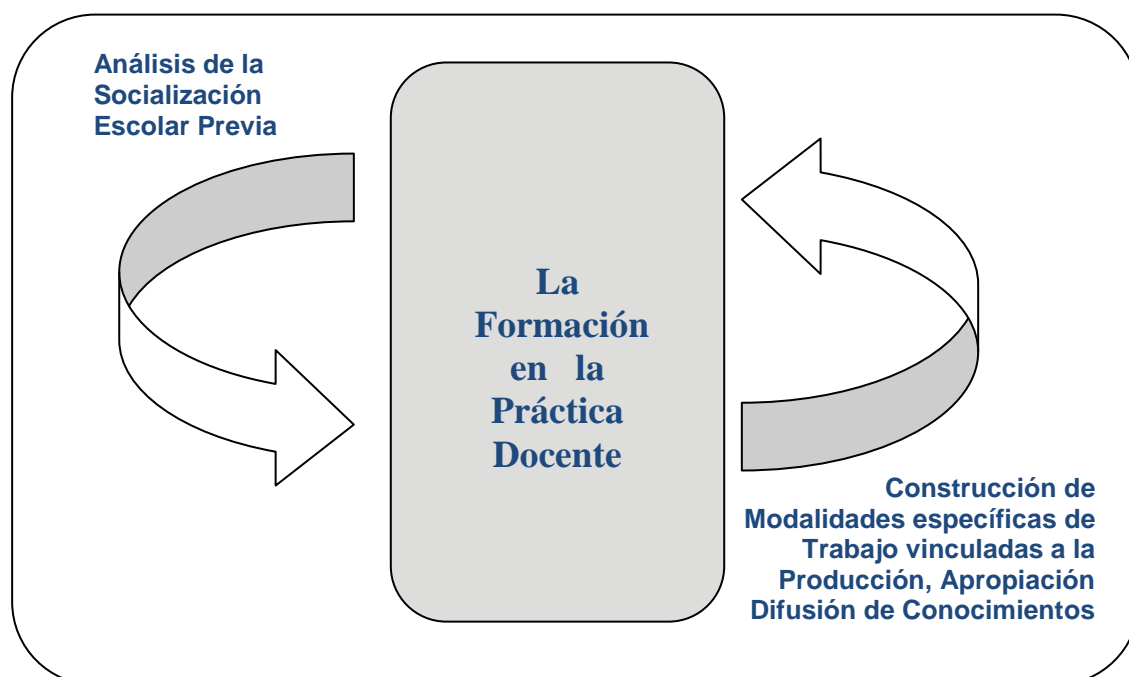 Análisis de la
Socialización
Escolar Previa
La
Formación
en la
Práctica
Docente
Construcción de
Modalidades específicas de
Trabajo vinculadas a la
Producción, Apropiación
Difusión de Conocimientos